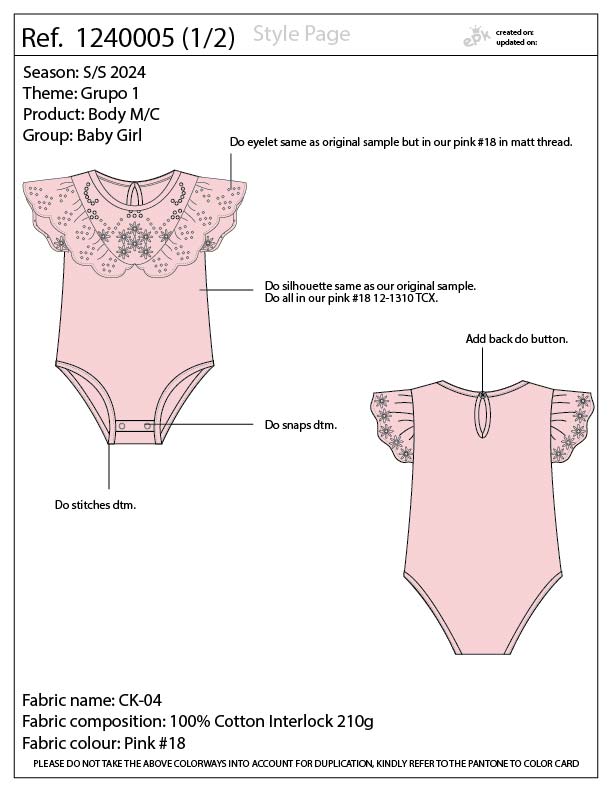 Ref. 1240005 (1/2)
Style Page
epk
created on:
updated on:
Season: S/S 2024
Theme: Grupo 1
Product: Body M/C
Group: Baby Girl
Do eyelet same as original sample but in our pink #18 in matt thread.
Do silhouette same as our original sample.
Do all in our pink #18 12-1310 TCX.
Add back do button.
Do snaps dtm.
Do stitches dtm.
Fabric name: CK-04
Fabric composition: 100% Cotton Interlock 210g
Fabric colour: Pink #18
PLEASE DO NOT TAKE THE ABOVE COLORWAYS INTO ACCOUNT FOR DUPLICATION, KINDLY REFER TO THE PANTONE TO COLOR CARD